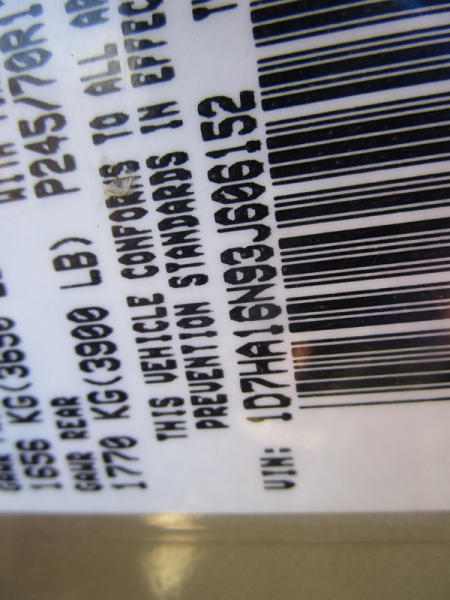 P245/70R1
1656 KG(3650 L
GAWR REAR
1770 KG(3900 LB)
THIS VEHICLE CONFORMS TO ALL
PREVENTION STANDARDS IN EFFEC
VIN: 1D7HA16N93J606152